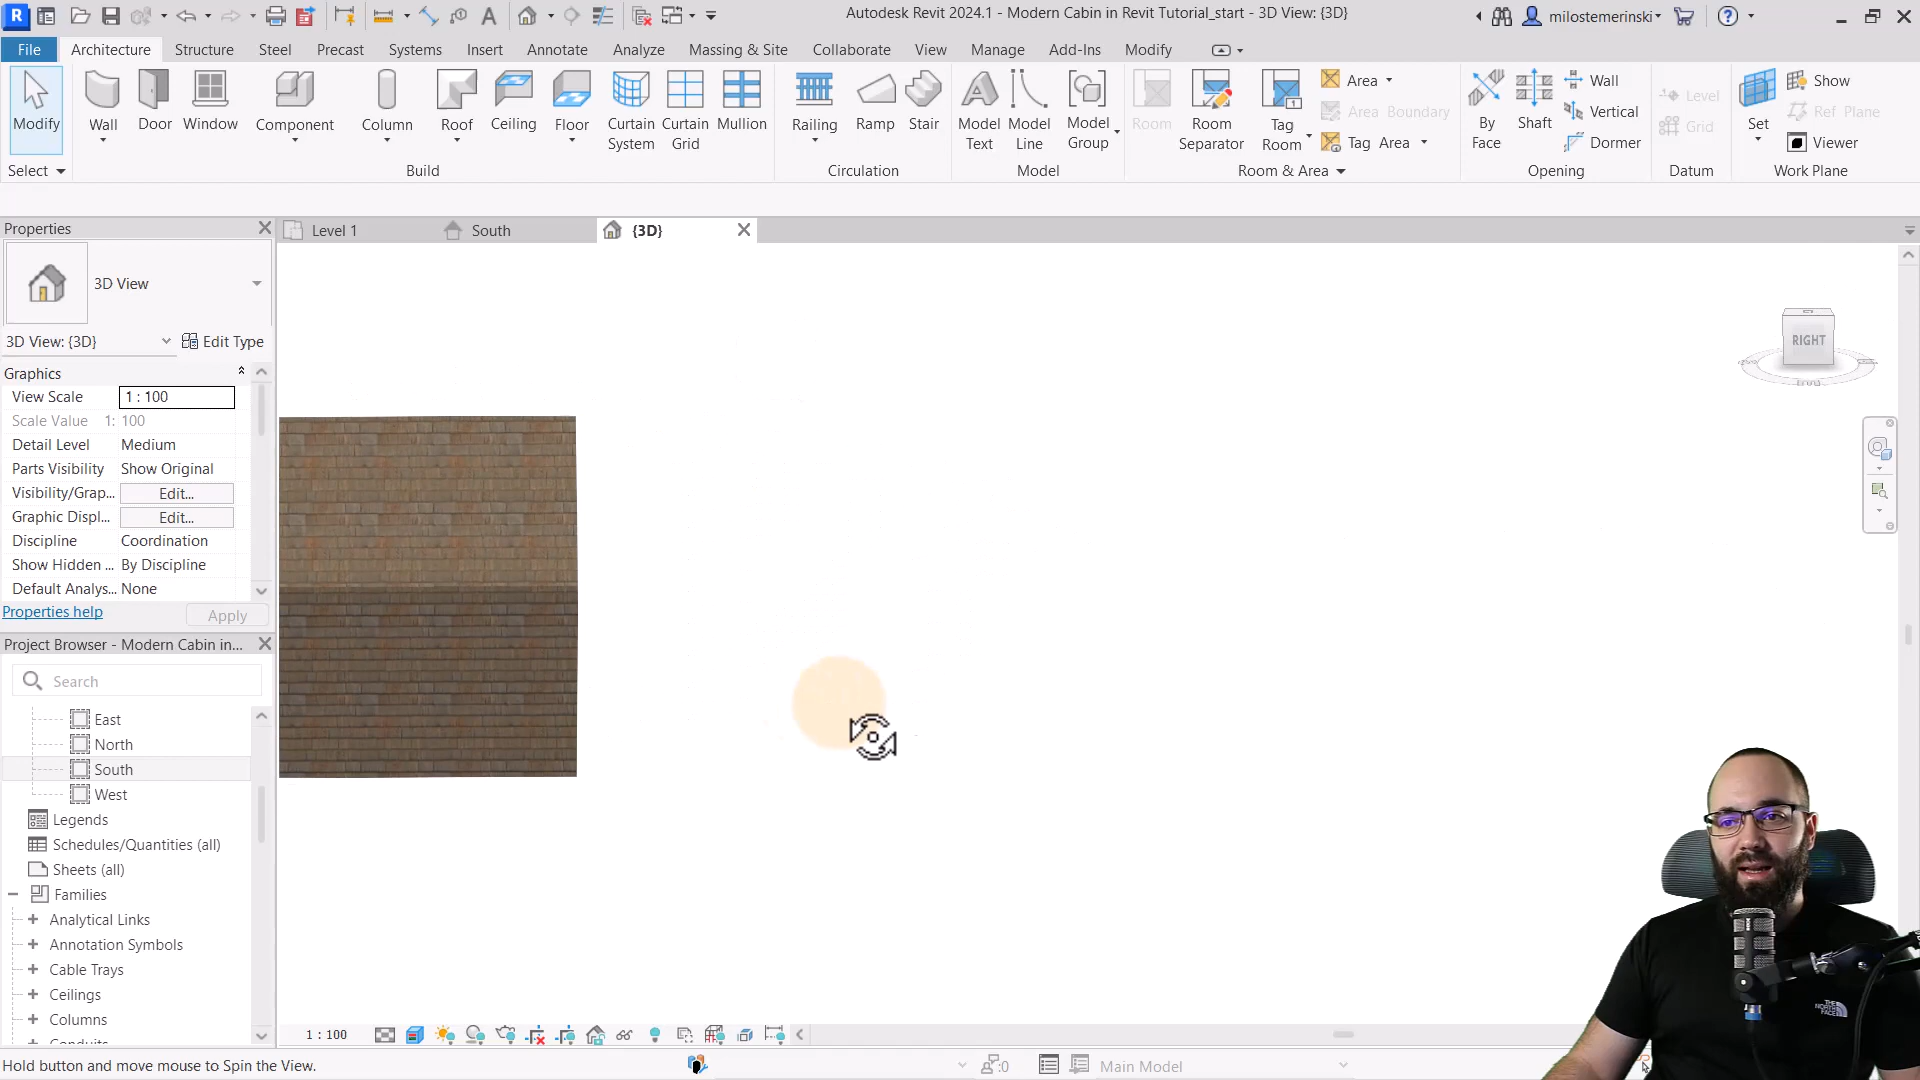 R
A
Autodesk Revit 2024.1 - Modern Cabin in Revit Tutorial_start - 3D View: {3D}
milostemerinski
?
File Architecture Structure Steel Precast Systems Insert Annotate Analyze Massing & Site Collaborate View Manage Add-Ins Modify
Modify
Wall
Door
Window
Component
Column
Roof
Ceiling
Floor
Curtain System
Curtain Grid
Mullion
Railing
Ramp
Stair
Model Text
Model Line
Model Group
Room
Room Separator
Tag Room
Area
Area Boundary
Tag Area
By Face
Shaft
Wall
Vertical
Dormer
Level
Grid
Set
Show
Ref Plane
Viewer
Select Build Circulation Model Room & Area Opening Datum Work Plane
Properties
Level 1 South {3D}
3D View
3D View: {3D} Edit Type
Graphics
View Scale 1 : 100
Scale Value 1: 100
Detail Level Medium
Parts Visibility Show Original
Visibility/Grap... Edit...
Graphic Displ... Edit...
Discipline Coordination
Show Hidden ... By Discipline
Default Analys... None
Properties help Apply
RIGHT
Project Browser - Modern Cabin in...
Search
East
North
South
West
Legends
Schedules/Quantities (all)
Sheets (all)
Families
Analytical Links
Annotation Symbols
Cable Trays
Ceilings
Columns
1 : 100
Hold button and move mouse to Spin the View.
:0
Main Model
THE NORTH FACE